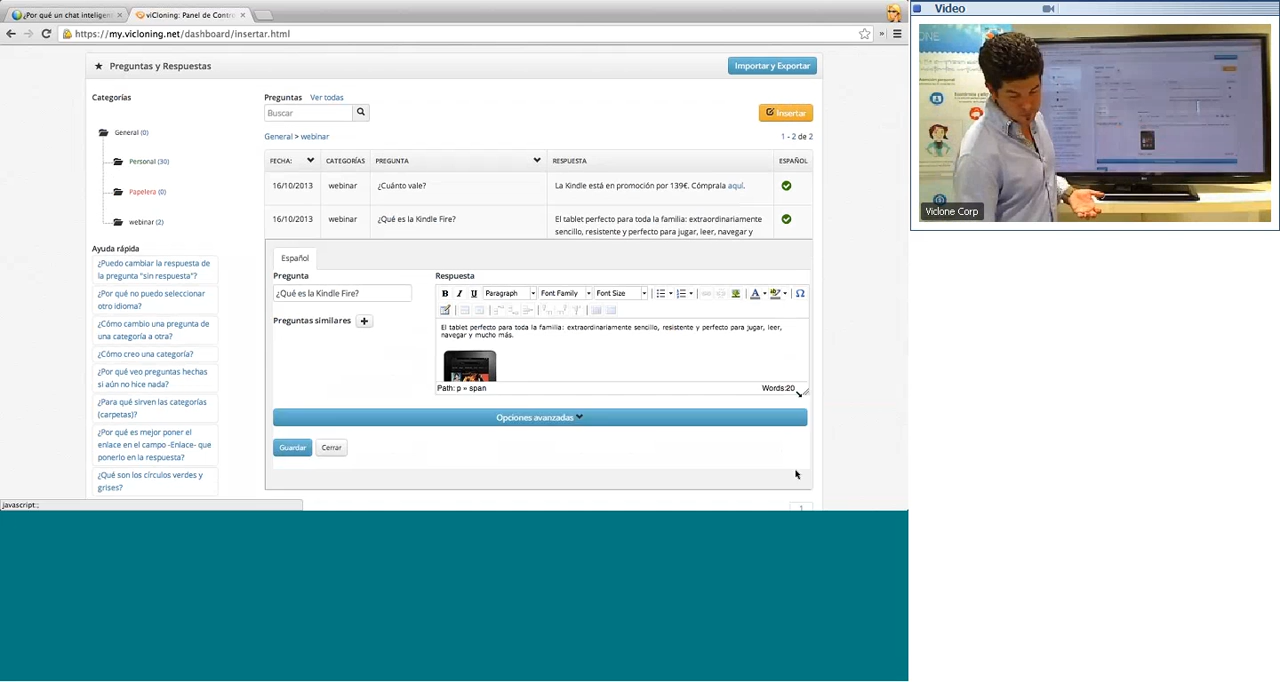 ¿Por qué un chat inteligen
viCloning: Panel de Contr
https://my.vicloning.net/dashboard/insertar.html
Video
Preguntas y Respuestas
Importar y Exportar
Categorías
General (0)
Personal (30)
Papelera (0)
webinar (2)
Ayuda rápida
¿Puedo cambiar la respuesta de
la pregunta "sin respuesta"?
¿Por qué no puedo seleccionar
otro idioma?
¿Cómo cambio una pregunta de
una categoría a otra?
¿Cómo creo una categoría?
¿Por qué veo preguntas hechas
si aún no hice nada?
¿Para qué sirven las categorías
(carpetas)?
¿Por qué es mejor poner el
enlace en el campo -Enlace- que
ponerlo en la respuesta?
¿Qué son los círculos verdes y
grises?
Preguntas Ver todas
Buscar
Insertar
General > webinar
1 - 2 de 2
FECHA: CATEGORÍAS PREGUNTA RESPUESTA ESPAÑOL
16/10/2013 webinar ¿Cuánto vale? La Kindle está en promoción por 139€. Cómprala aquí.
16/10/2013 webinar ¿Qué es la Kindle Fire? El tablet perfecto para toda la familia: extraordinariamente
sencillo, resistente y perfecto para jugar, leer, navegar y
Español
Pregunta
¿Qué es la Kindle Fire?
Preguntas similares
Respuesta
B I U Paragraph Font Family Font Size
El tablet perfecto para toda la familia: extraordinariamente sencillo, resistente y perfecto para jugar, leer,
navegar y mucho más.
Path: p » span
Words:20
Opciones avanzadas
Guardar Cerrar
1
javascript:;
Viclone Corp